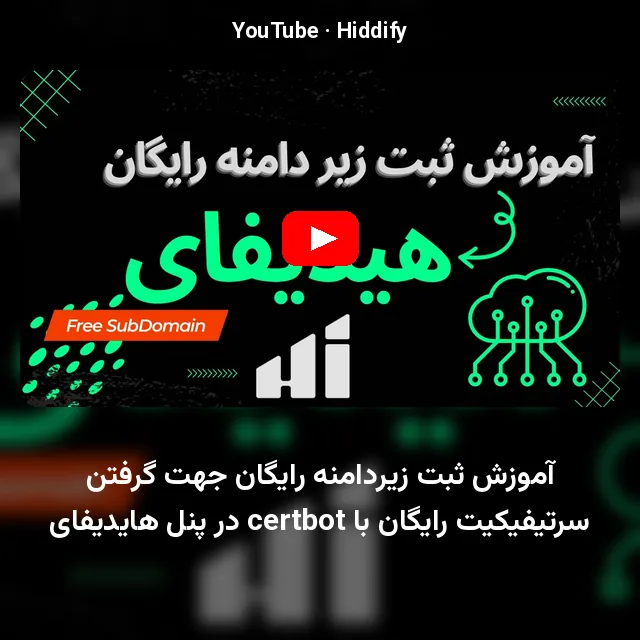 YouTube · Hiddify
آموزش ثبت زیر دامنه رایگان
هیدیفای
Free SubDomain
Hi
آموزش ثبت زیردامنه رایگان جهت گرفتن
سرتیفیکیت رایگان با certbot در پنل هایدیفای